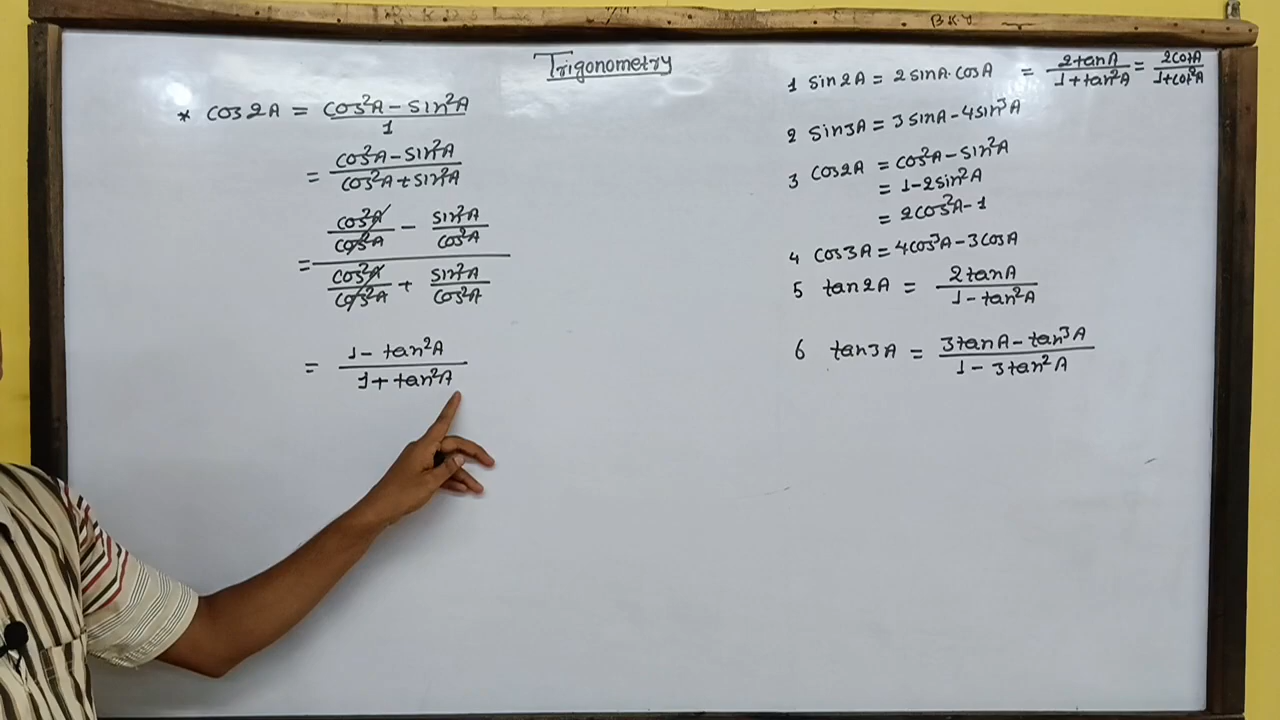 B.K.J
Trigonometry
* cos2A = cos²A - sin²A / 1
= cos²A - sin²A / cos²A + sin²A
= cos²A/cos²A - sin²A/cos²A / cos²A/cos²A + sin²A/cos²A
= 1 - tan²A / 1 + tan²A
1 sin2A = 2sinA·cosA = 2tanA / 1+tan²A = 2cotA / 1+cot²A
2 sin3A = 3sinA - 4sin³A
3 cos2A = cos²A - sin²A
= 1-2sin²A
= 2cos²A-1
4 cos3A = 4cos³A - 3cosA
5 tan2A = 2tanA / 1 - tan²A
6 tan3A = 3tanA - tan³A / 1 - 3tan²A